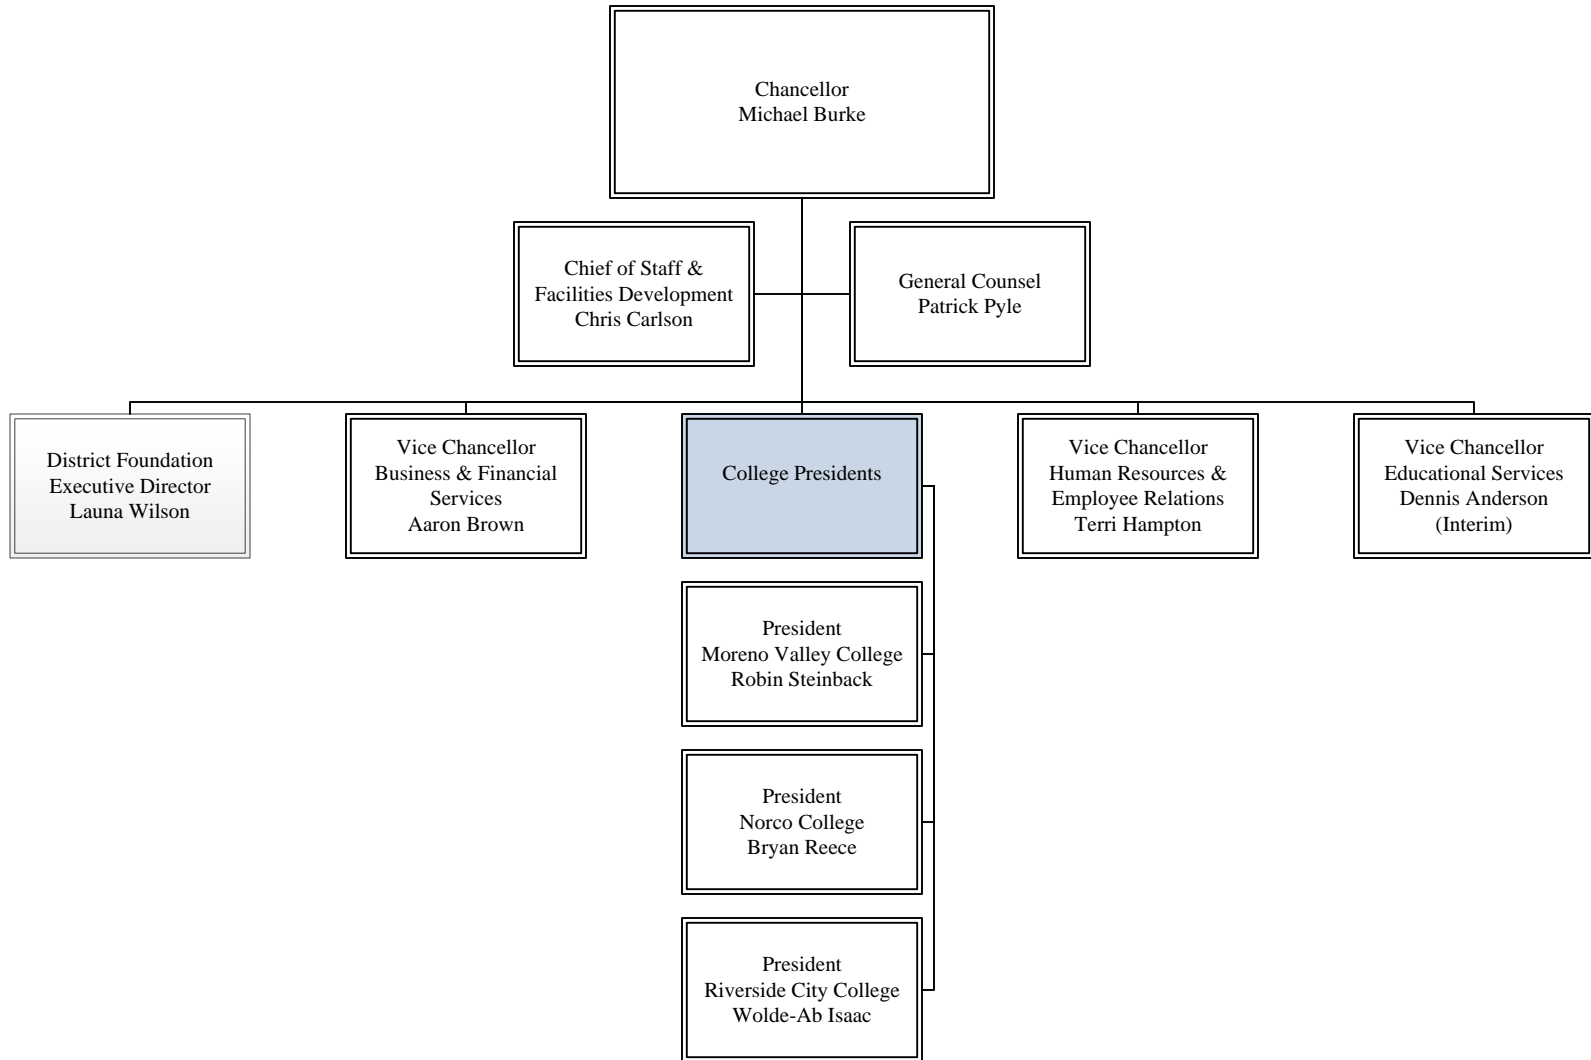 Chancellor
Michael Burke
Chief of Staff &
Facilities Development
Chris Carlson
General Counsel
Patrick Pyle
District Foundation
Executive Director
Launa Wilson
Vice Chancellor
Business & Financial
Services
Aaron Brown
College Presidents
Vice Chancellor
Human Resources &
Employee Relations
Terri Hampton
Vice Chancellor
Educational Services
Dennis Anderson
(Interim)
President
Moreno Valley College
Robin Steinback
President
Norco College
Bryan Reece
President
Riverside City College
Wolde-Ab Isaac